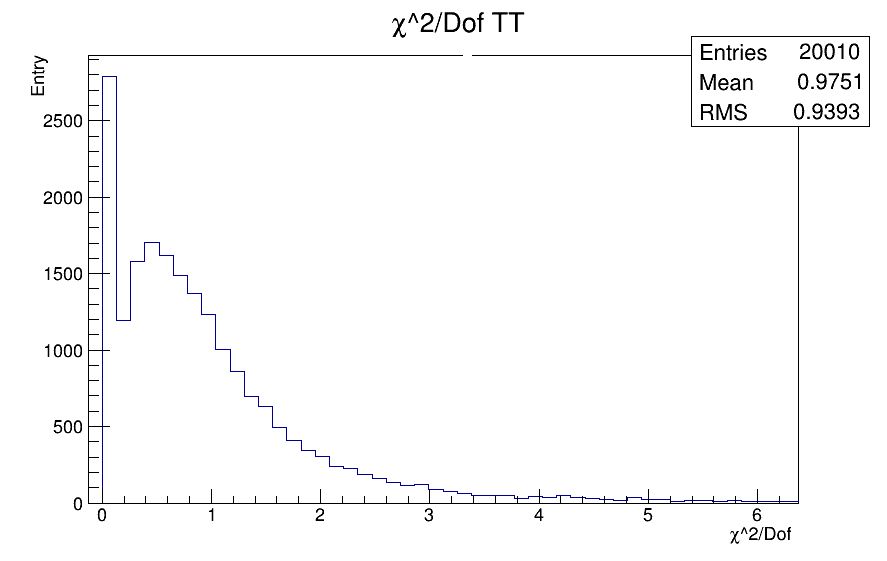 χ^2/Dof TT
Entries 20010
Mean 0.9751
RMS 0.9393
Entry
2500
2000
1500
1000
500
0
0 1 2 3 4 5 6
χ^2/Dof